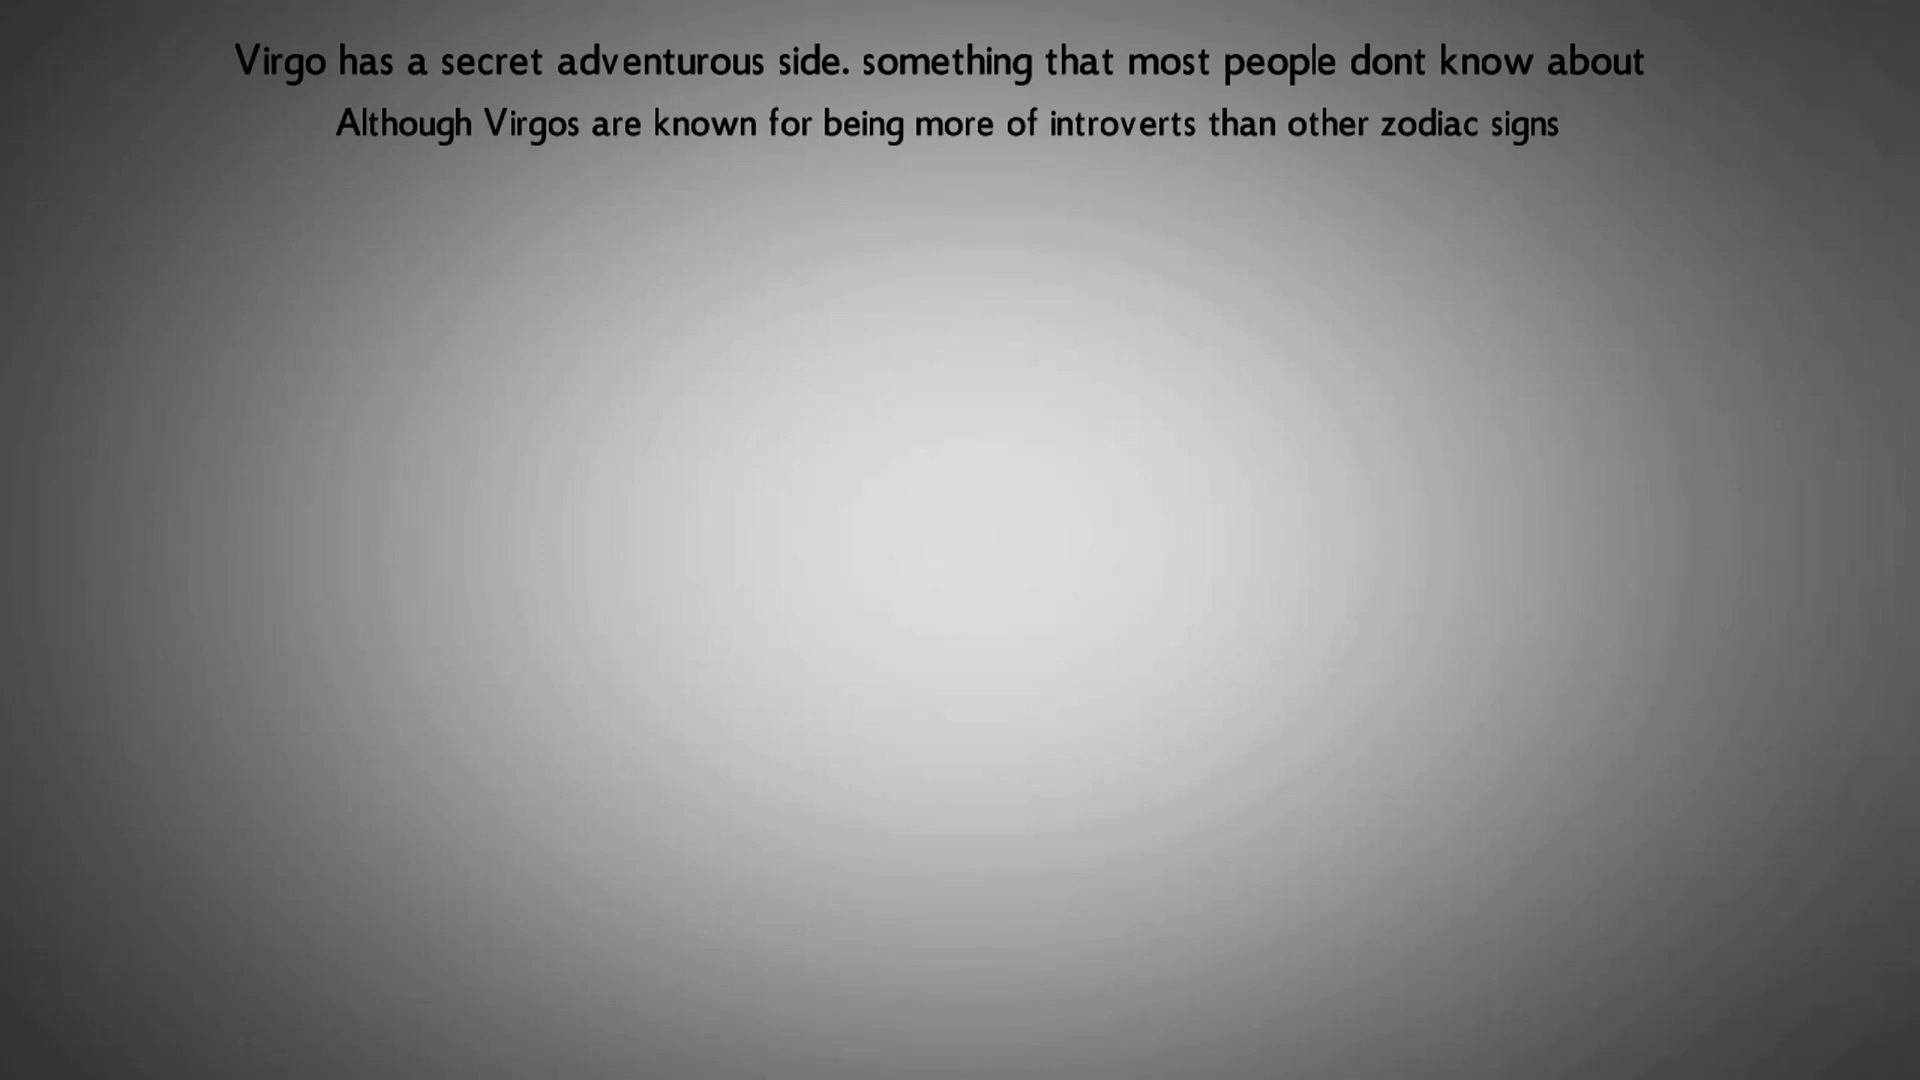 Virgo has a secret adventurous side. something that most people dont know about
Although Virgos are known for being more of introverts than other zodiac signs